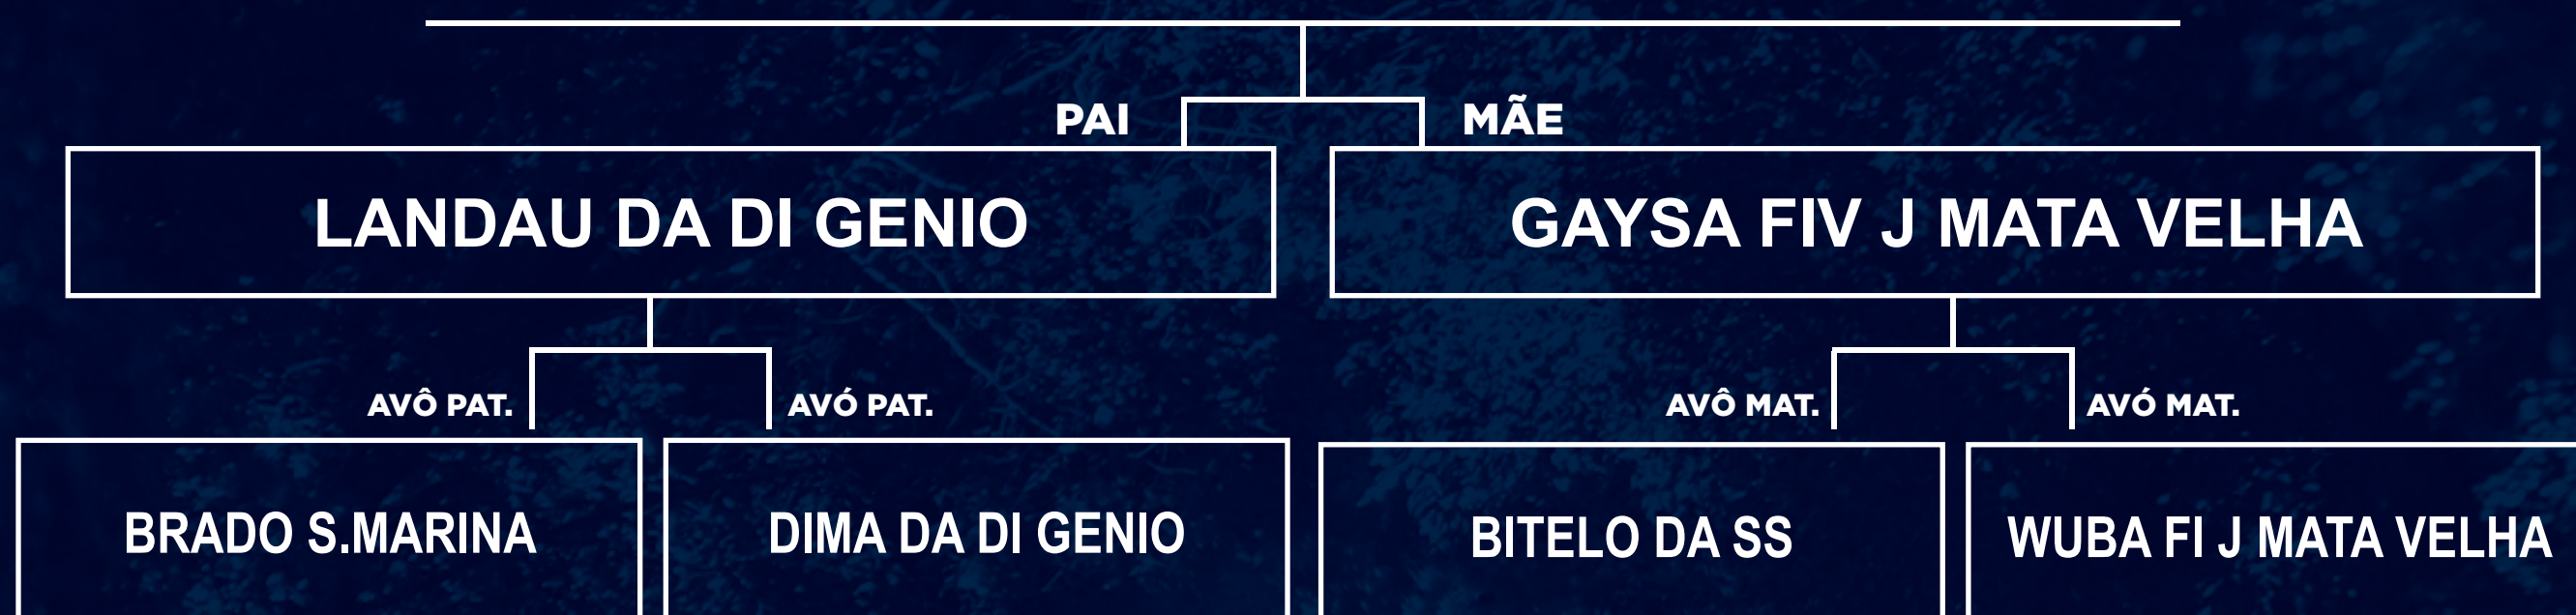 PAI
MÃE
LANDAU DA DI GENIO
GAYSA FIV J MATA VELHA
AVÔ PAT.
AVÓ PAT.
AVÔ MAT.
AVÓ MAT.
BRADO S.MARINA
DIMA DA DI GENIO
BITELO DA SS
WUBA FI J MATA VELHA